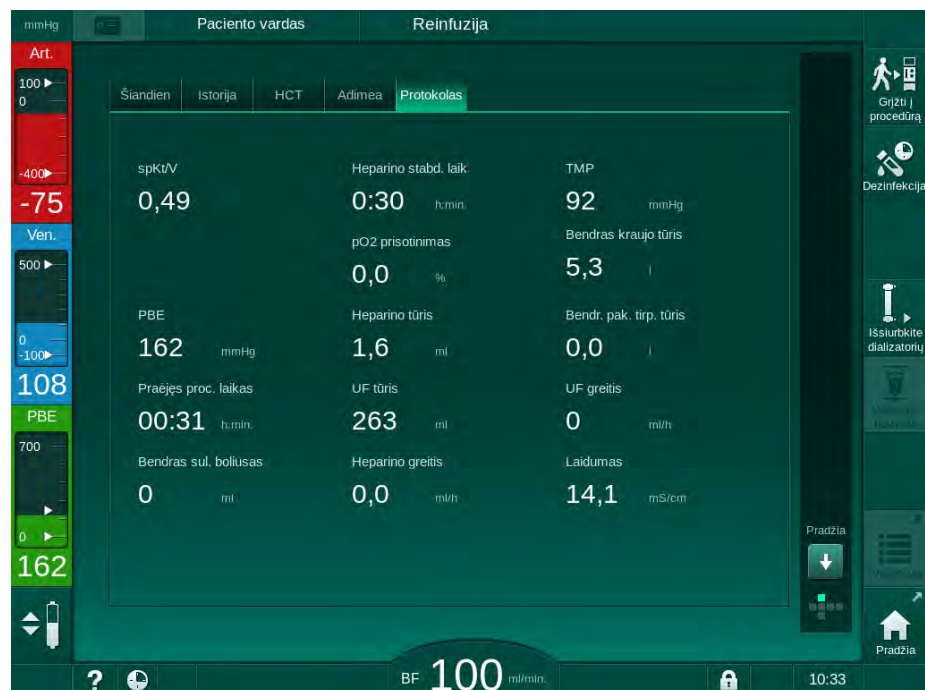 mmHg
Paciento vardas
Reinfuzija
Art.
100
0
-400
-75
Ven.
500
0
-100
108
PBE
700
0
162
Šiandien Istorija HCT Adimea Protokolas
spKt/V Heparino stabd. laik. TMP
0,49 0:30 h:min. 92 mmHg
pO2 prisotinimas Bendras kraujo tūris
0,0 % 5,3 l
PBE Heparino tūris Bendr. pak. tirp. tūris
162 mmHg 1,6 ml 0,0 l
Praėjęs proc. laikas UF tūris UF greitis
00:31 h:min. 263 ml 0 ml/h
Bendras sul. boliusas Heparino greitis Laidumas
0 ml 0,0 ml/h 14,1 mS/cm
Pradžia
Grįžti į
procedūrą
Dezinfekcija
Išsiurbkite
dializatorių
Pradžia
?
BF 100 ml/min.
10:33